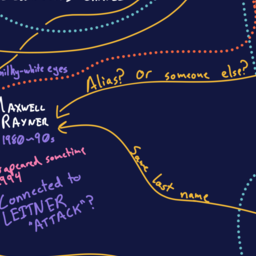 milky-white eyes
Alias? Or someone else?
MAXWELL
RAYNER
1980-90s
sometime
1994
Same last name
Connected to
LEITNER
"ATTACK"?